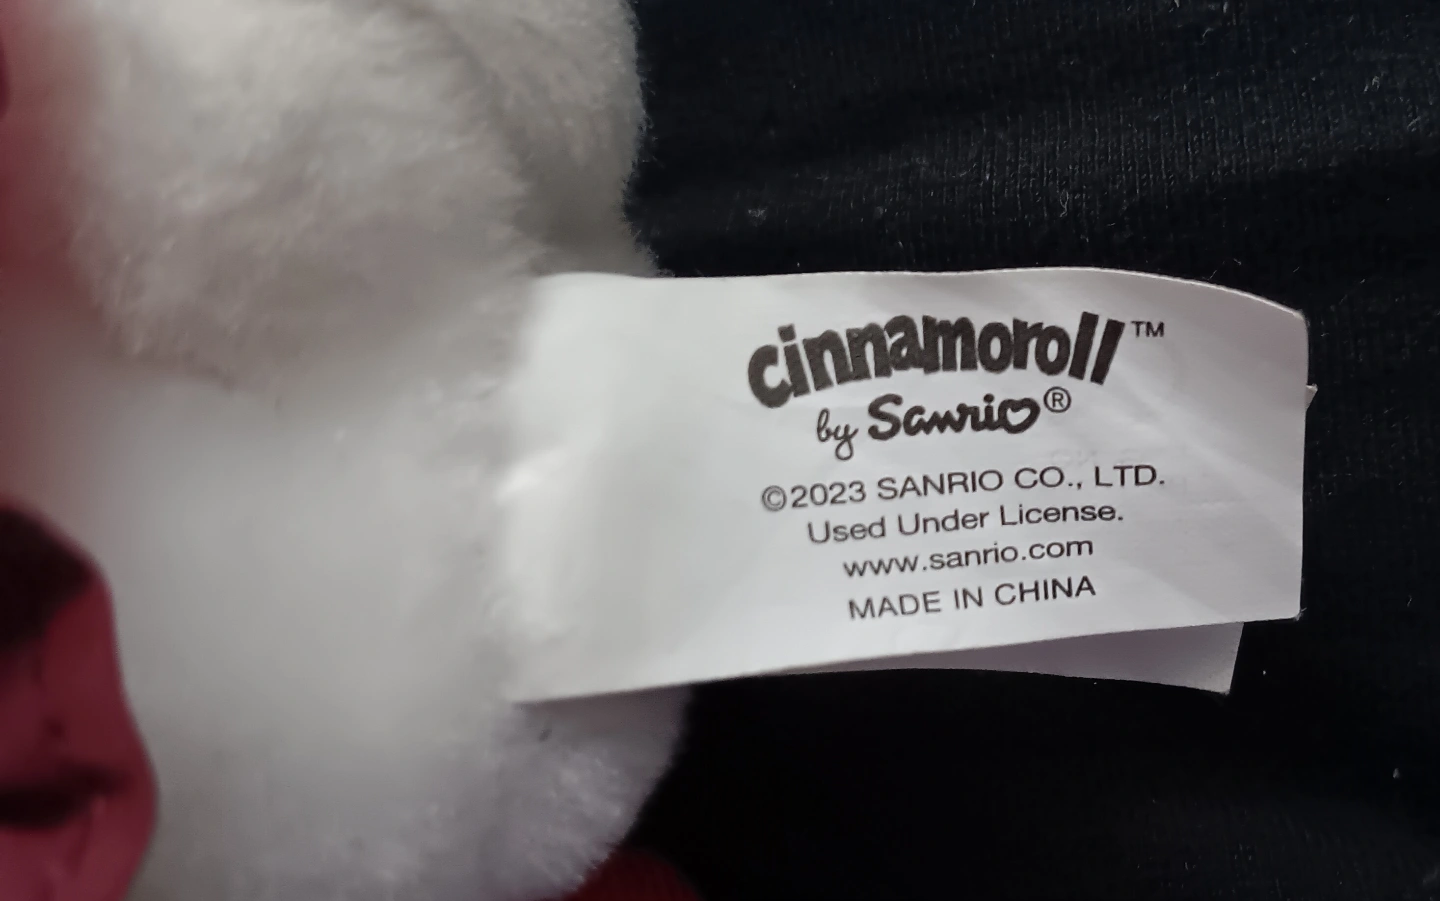 cinnamoroll™
by Sanrio®
©2023 SANRIO CO., LTD.
Used Under License.
www.sanrio.com
MADE IN CHINA